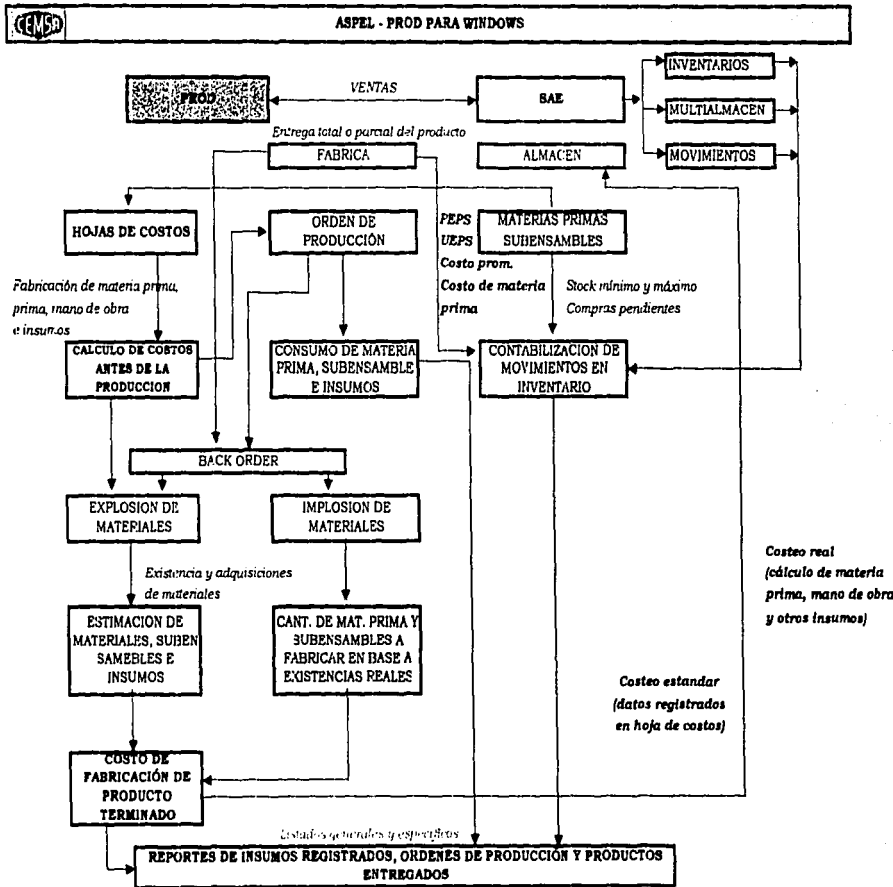 CEMSA
ASPEL - PROD PARA WINDOWS
PROD
VENTAS
SAE
INVENTARIOS
MULTIALMACEN
MOVIMIENTOS
Entrega total o parcial del producto
FABRICA
ALMACEN
HOJAS DE COSTOS
ORDEN DE
PRODUCCIÓN
PEPS
UEPS
Costo prom.
Costo de materia
prima
MATERIAS PRIMAS
SUBENSAMBLES
Fabricación de materia prima,
prima, mano de obra
e insumos
Stock mínimo y máximo
Compras pendientes
CALCULO DE COSTOS
ANTES DE LA
PRODUCCION
CONSUMO DE MATERIA
PRIMA, SUBENSAMBLE
E INSUMOS
CONTABILIZACION DE
MOVIMIENTOS EN
INVENTARIO
BACK ORDER
EXPLOSION DE
MATERIALES
IMPLOSION DE
MATERIALES
Existencia y adquisiciones
de materiales
Costeo real
(cálculo de materia
prima, mano de obra
y otros insumos)
ESTIMACION DE
MATERIALES, SUBEN
SAMEBLES E
INSUMOS
CANT. DE MAT. PRIMA Y
SUBENSAMBLES A
FABRICAR EN BASE A
EXISTENCIAS REALES
Costeo estandar
(datos registrados
en hoja de costos)
COSTO DE
FABRICACIÓN DE
PRODUCTO
TERMINADO
Listados generales y especificos
REPORTES DE INSUMOS REGISTRADOS, ORDENES DE PRODUCCIÓN Y PRODUCTOS
ENTREGADOS